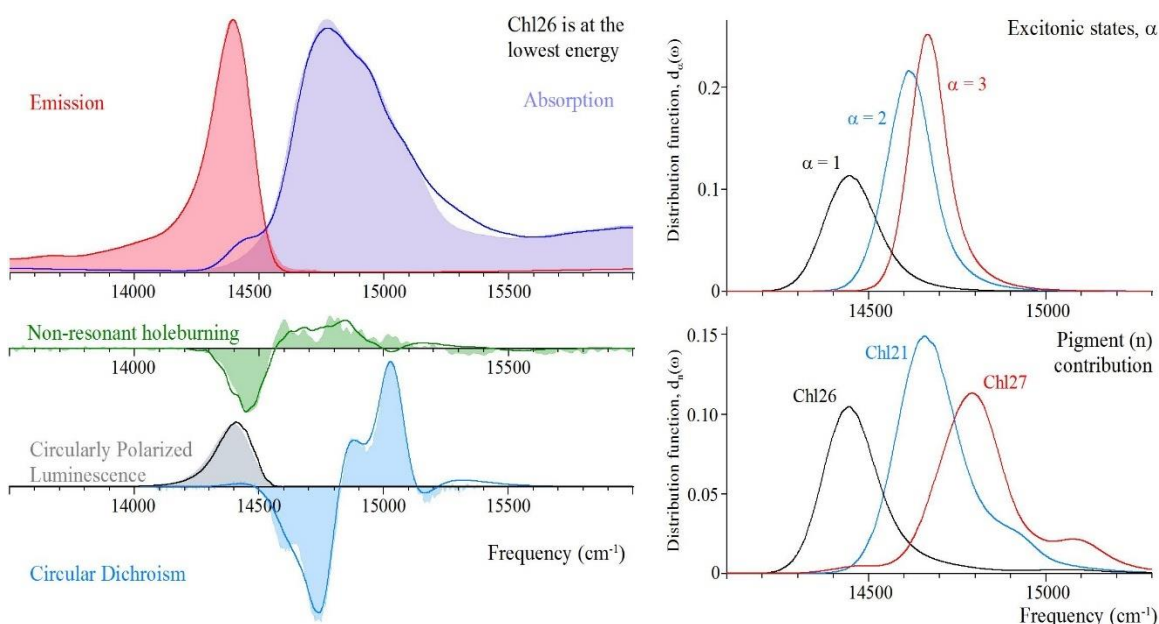 Chl26 is at the
lowest energy
Emission
Absorption
14000 14500 15000 15500
Non-resonant holeburning
14000 15500
Circularly Polarized
Luminescence
14000 14500 15000 15500
Frequency (cm-1)
Circular Dichroism
Distribution function, dα(ω)
Excitonic states, α
0.2
0.1
0
α = 1
α = 2
α = 3
14500 15000
Distribution function, dn(ω)
Pigment (n)
contribution
0.15
0.10
0.05
0
Chl26
Chl21
Chl27
14500 15000
Frequency (cm-1)